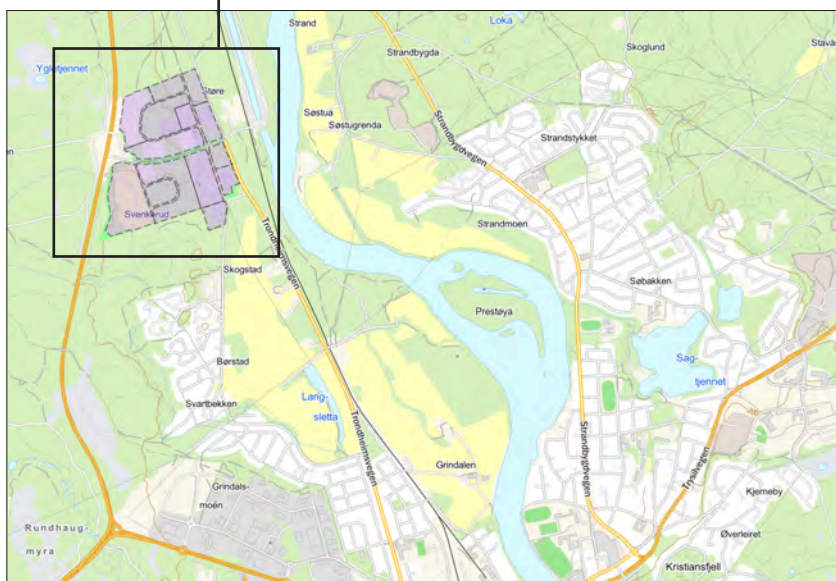 Strand
Loka
Skoglund
Stavå
Strandbygda
Ygletjennet
Støre
Søstua
Søstugrenda
Strandbygdvegen
Strandstykket
Svenkerud
Strandmoen
Trondheimsvegen
Skogstad
Søbakken
Prestøya
Børstad
Sag-
tjennet
Lang-
sletta
Svartbekken
Trondheimsvegen
Strandbygdvegen
Trysilvegen
Grindalen
Grindals-
moen
Kjerneby
Rundhaug-
myra
Øverleiret
Kristiansfjell